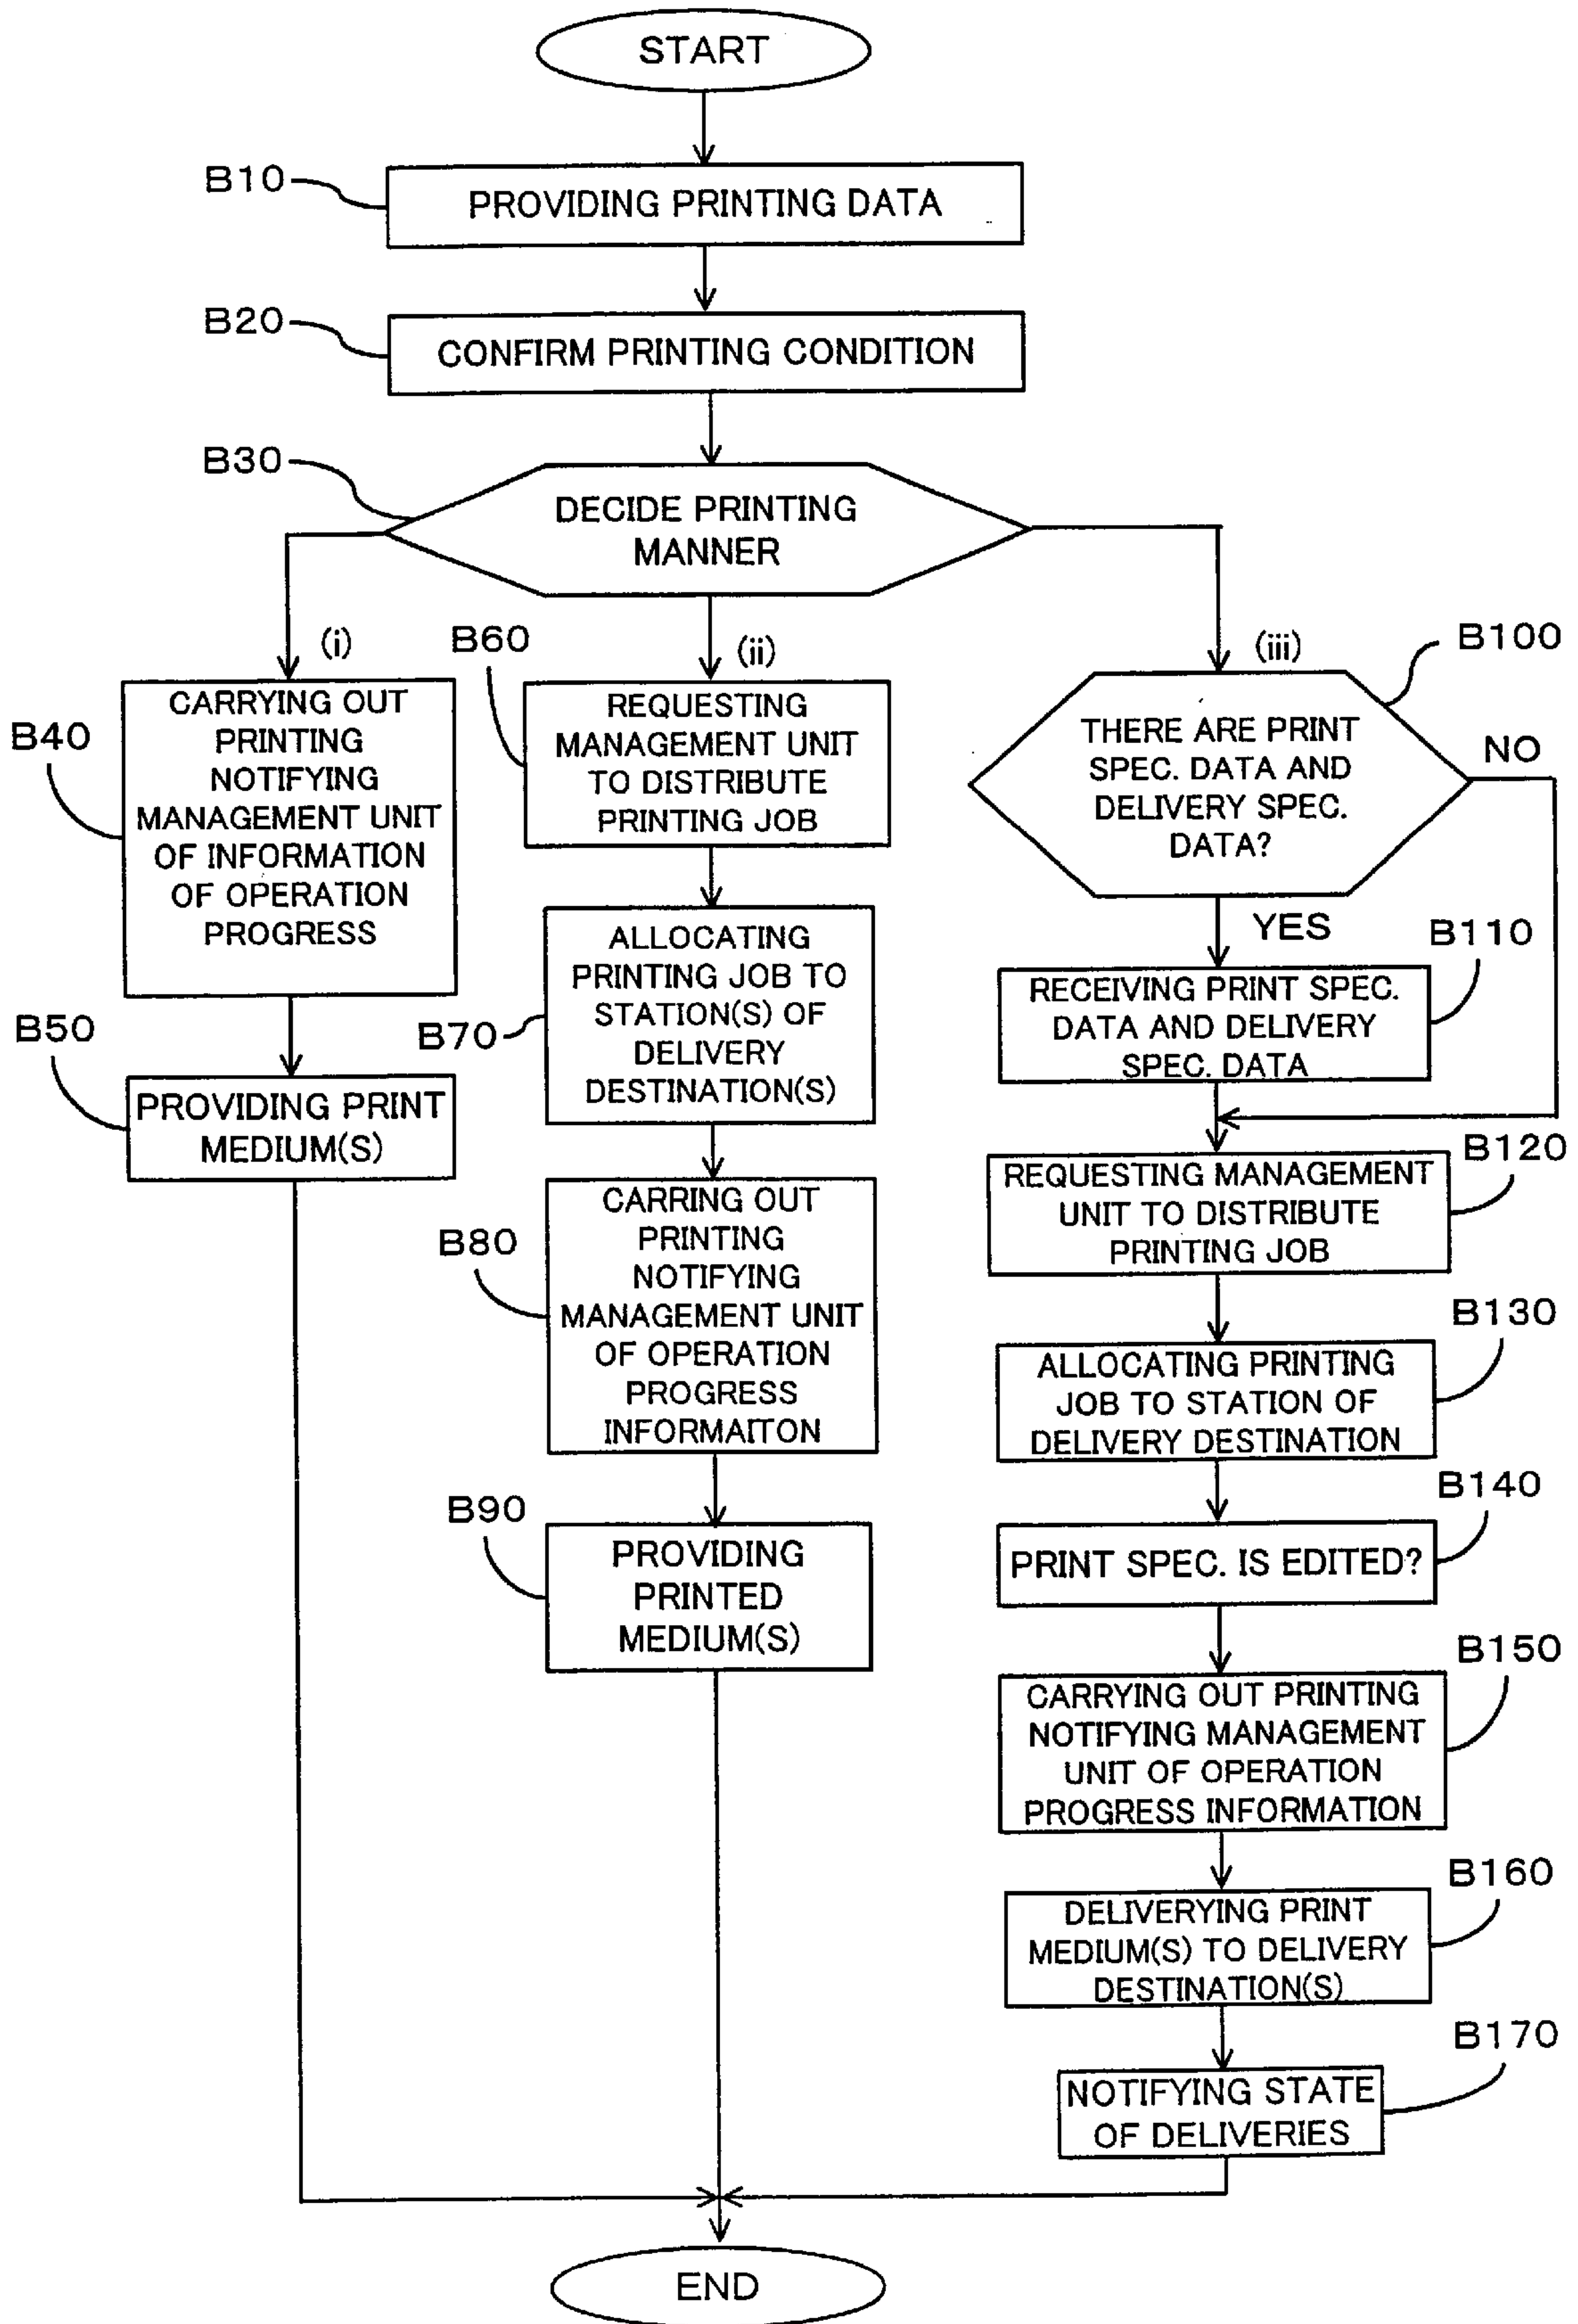 START
B10
PROVIDING PRINTING DATA
B20
CONFIRM PRINTING CONDITION
B30
DECIDE PRINTING
MANNER
(i)
B40
CARRYING OUT
PRINTING
NOTIFYING
MANAGEMENT UNIT
OF INFORMATION
OF OPERATION
PROGRESS
B50
PROVIDING PRINT
MEDIUM(S)
B60
(ii)
REQUESTING
MANAGEMENT UNIT
TO DISTRIBUTE
PRINTING JOB
B70
ALLOCATING
PRINTING JOB TO
STATION(S) OF
DELIVERY
DESTINATION(S)
B80
CARRING OUT
PRINTING
NOTIFYING
MANAGEMENT UNIT
OF OPERATION
PROGRESS
INFORMAITON
B90
PROVIDING
PRINTED
MEDIUM(S)
(iii)
B100
THERE ARE PRINT
SPEC. DATA AND
DELIVERY SPEC.
DATA?
NO
YES
B110
RECEIVING PRINT SPEC.
DATA AND DELIVERY
SPEC. DATA
B120
REQUESTING MANAGEMENT
UNIT TO DISTRIBUTE
PRINTING JOB
B130
ALLOCATING PRINTING
JOB TO STATION OF
DELIVERY DESTINATION
B140
PRINT SPEC. IS EDITED?
B150
CARRYING OUT PRINTING
NOTIFYING MANAGEMENT
UNIT OF OPERATION
PROGRESS INFORMATION
B160
DELIVERYING PRINT
MEDIUM(S) TO DELIVERY
DESTINATION(S)
B170
NOTIFYING STATE
OF DELIVERIES
END